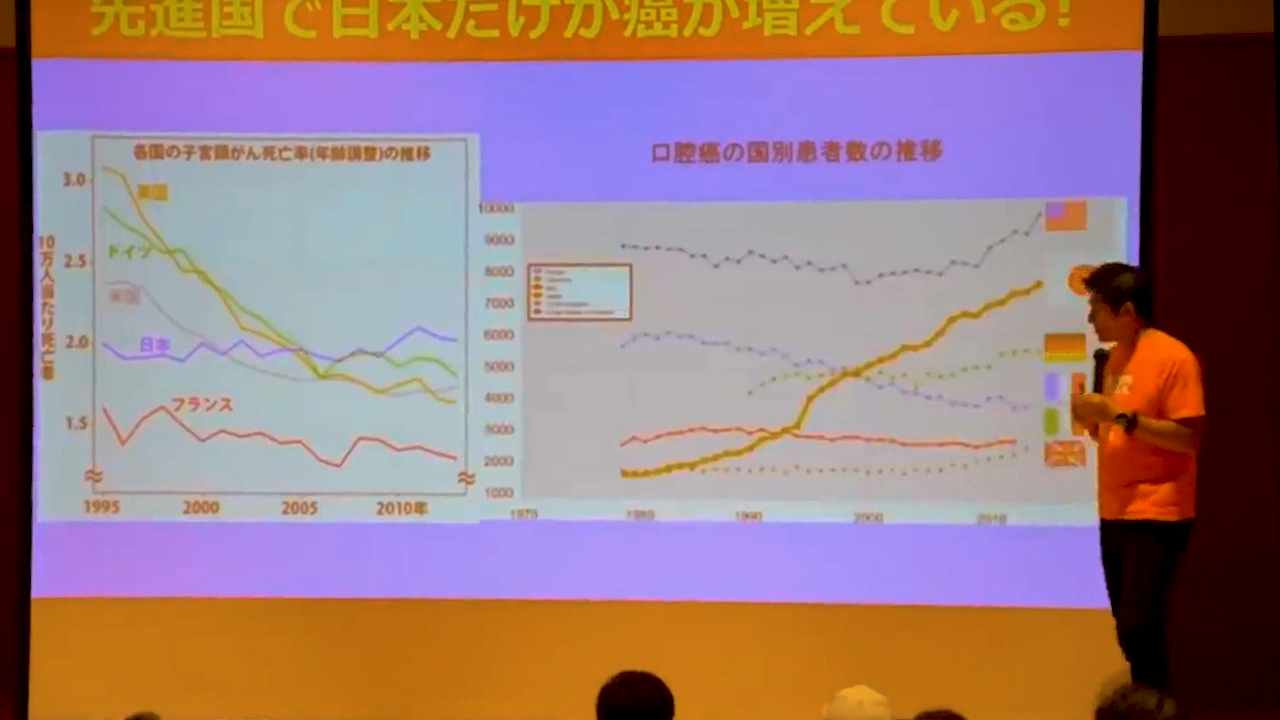 先進国で日本だけが癌が増えている!
各国の子宮頸がん死亡率(年齢調整)の推移
3.0
2.5
2.0
1.5
10万人当たり死亡者
英国
ドイツ
米国
日本
フランス
1995
2000
2005
2010年
口腔癌の国別患者数の推移
10000
9000
8000
7000
6000
5000
4000
3000
2000
1000
1970
1980
1990
2000
2010